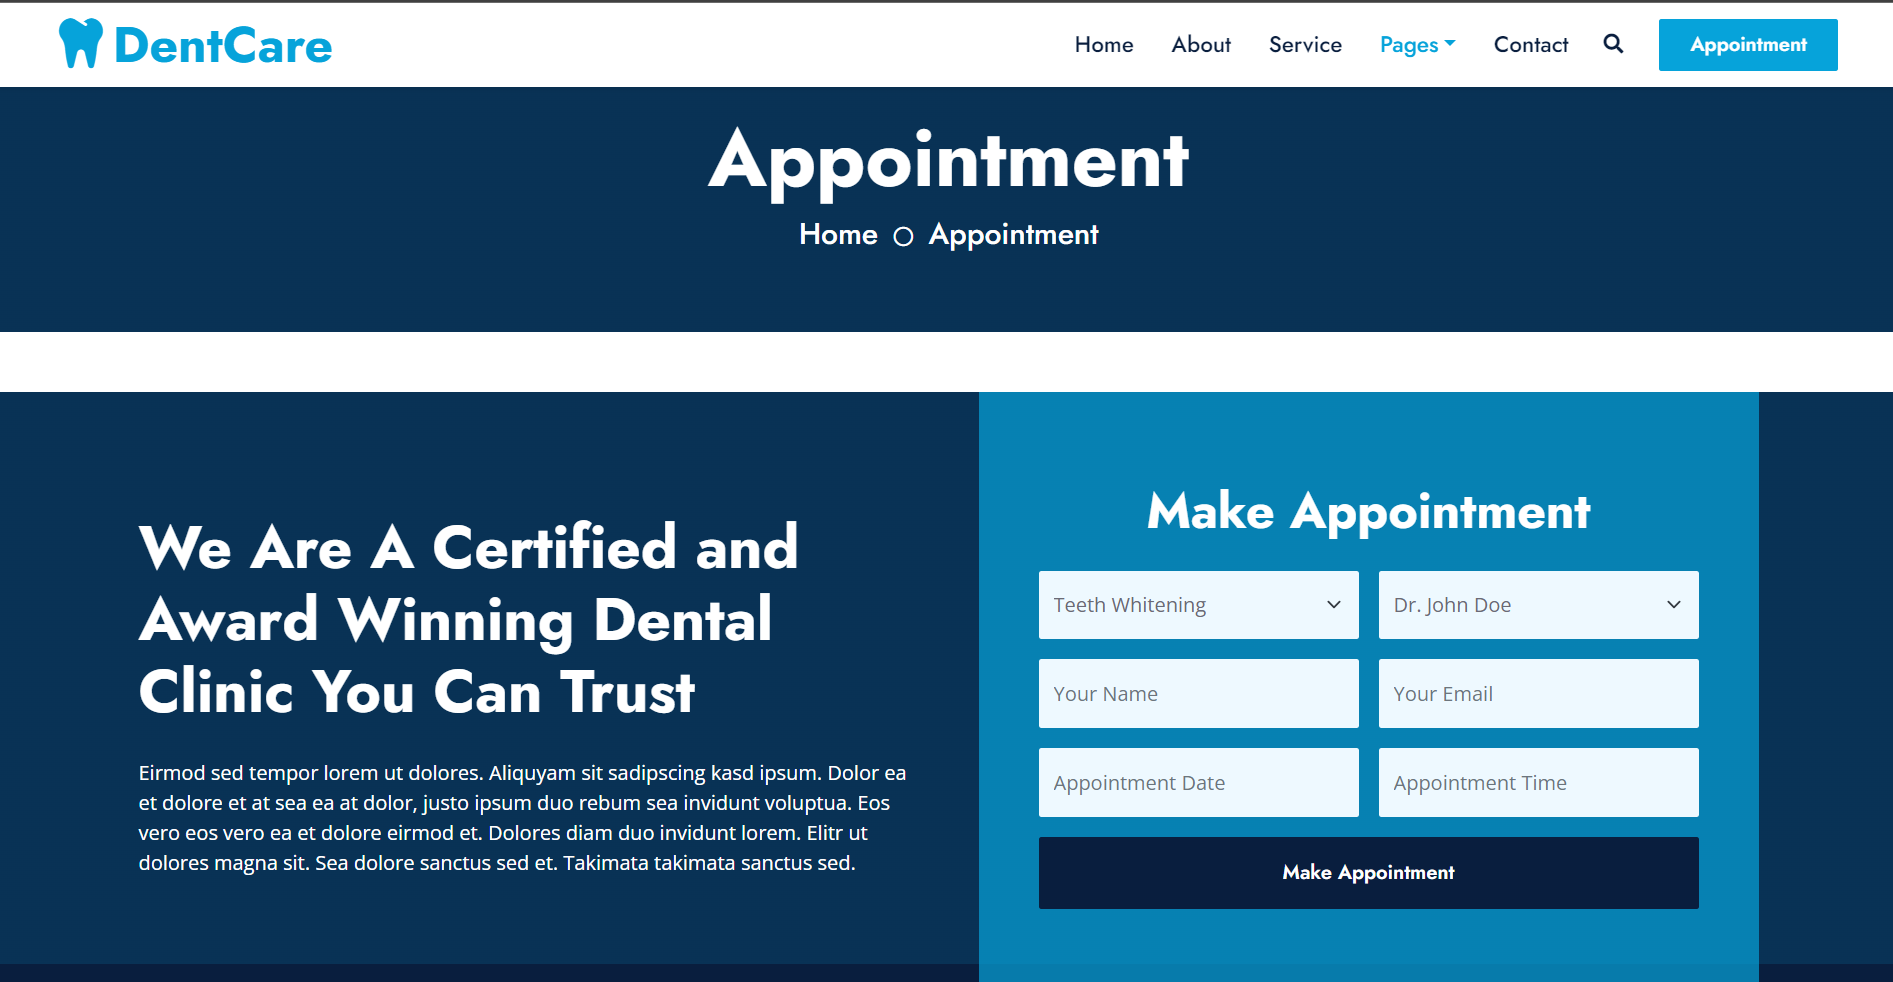 DentCare
Home About Service Pages Contact Appointment
Appointment
Home Appointment
We Are A Certified and
Award Winning Dental
Clinic You Can Trust
Eirmod sed tempor lorem ut dolores. Aliquyam sit sadipscing kasd ipsum. Dolor ea
et dolore et at sea ea at dolor, justo ipsum duo rebum sea invidunt voluptua. Eos
vero eos vero ea et dolore eirmod et. Dolores diam duo invidunt lorem. Elitr ut
dolores magna sit. Sea dolore sanctus sed et. Takimata takimata sanctus sed.
Make Appointment
Teeth Whitening Dr. John Doe
Your Name Your Email
Appointment Date Appointment Time
Make Appointment